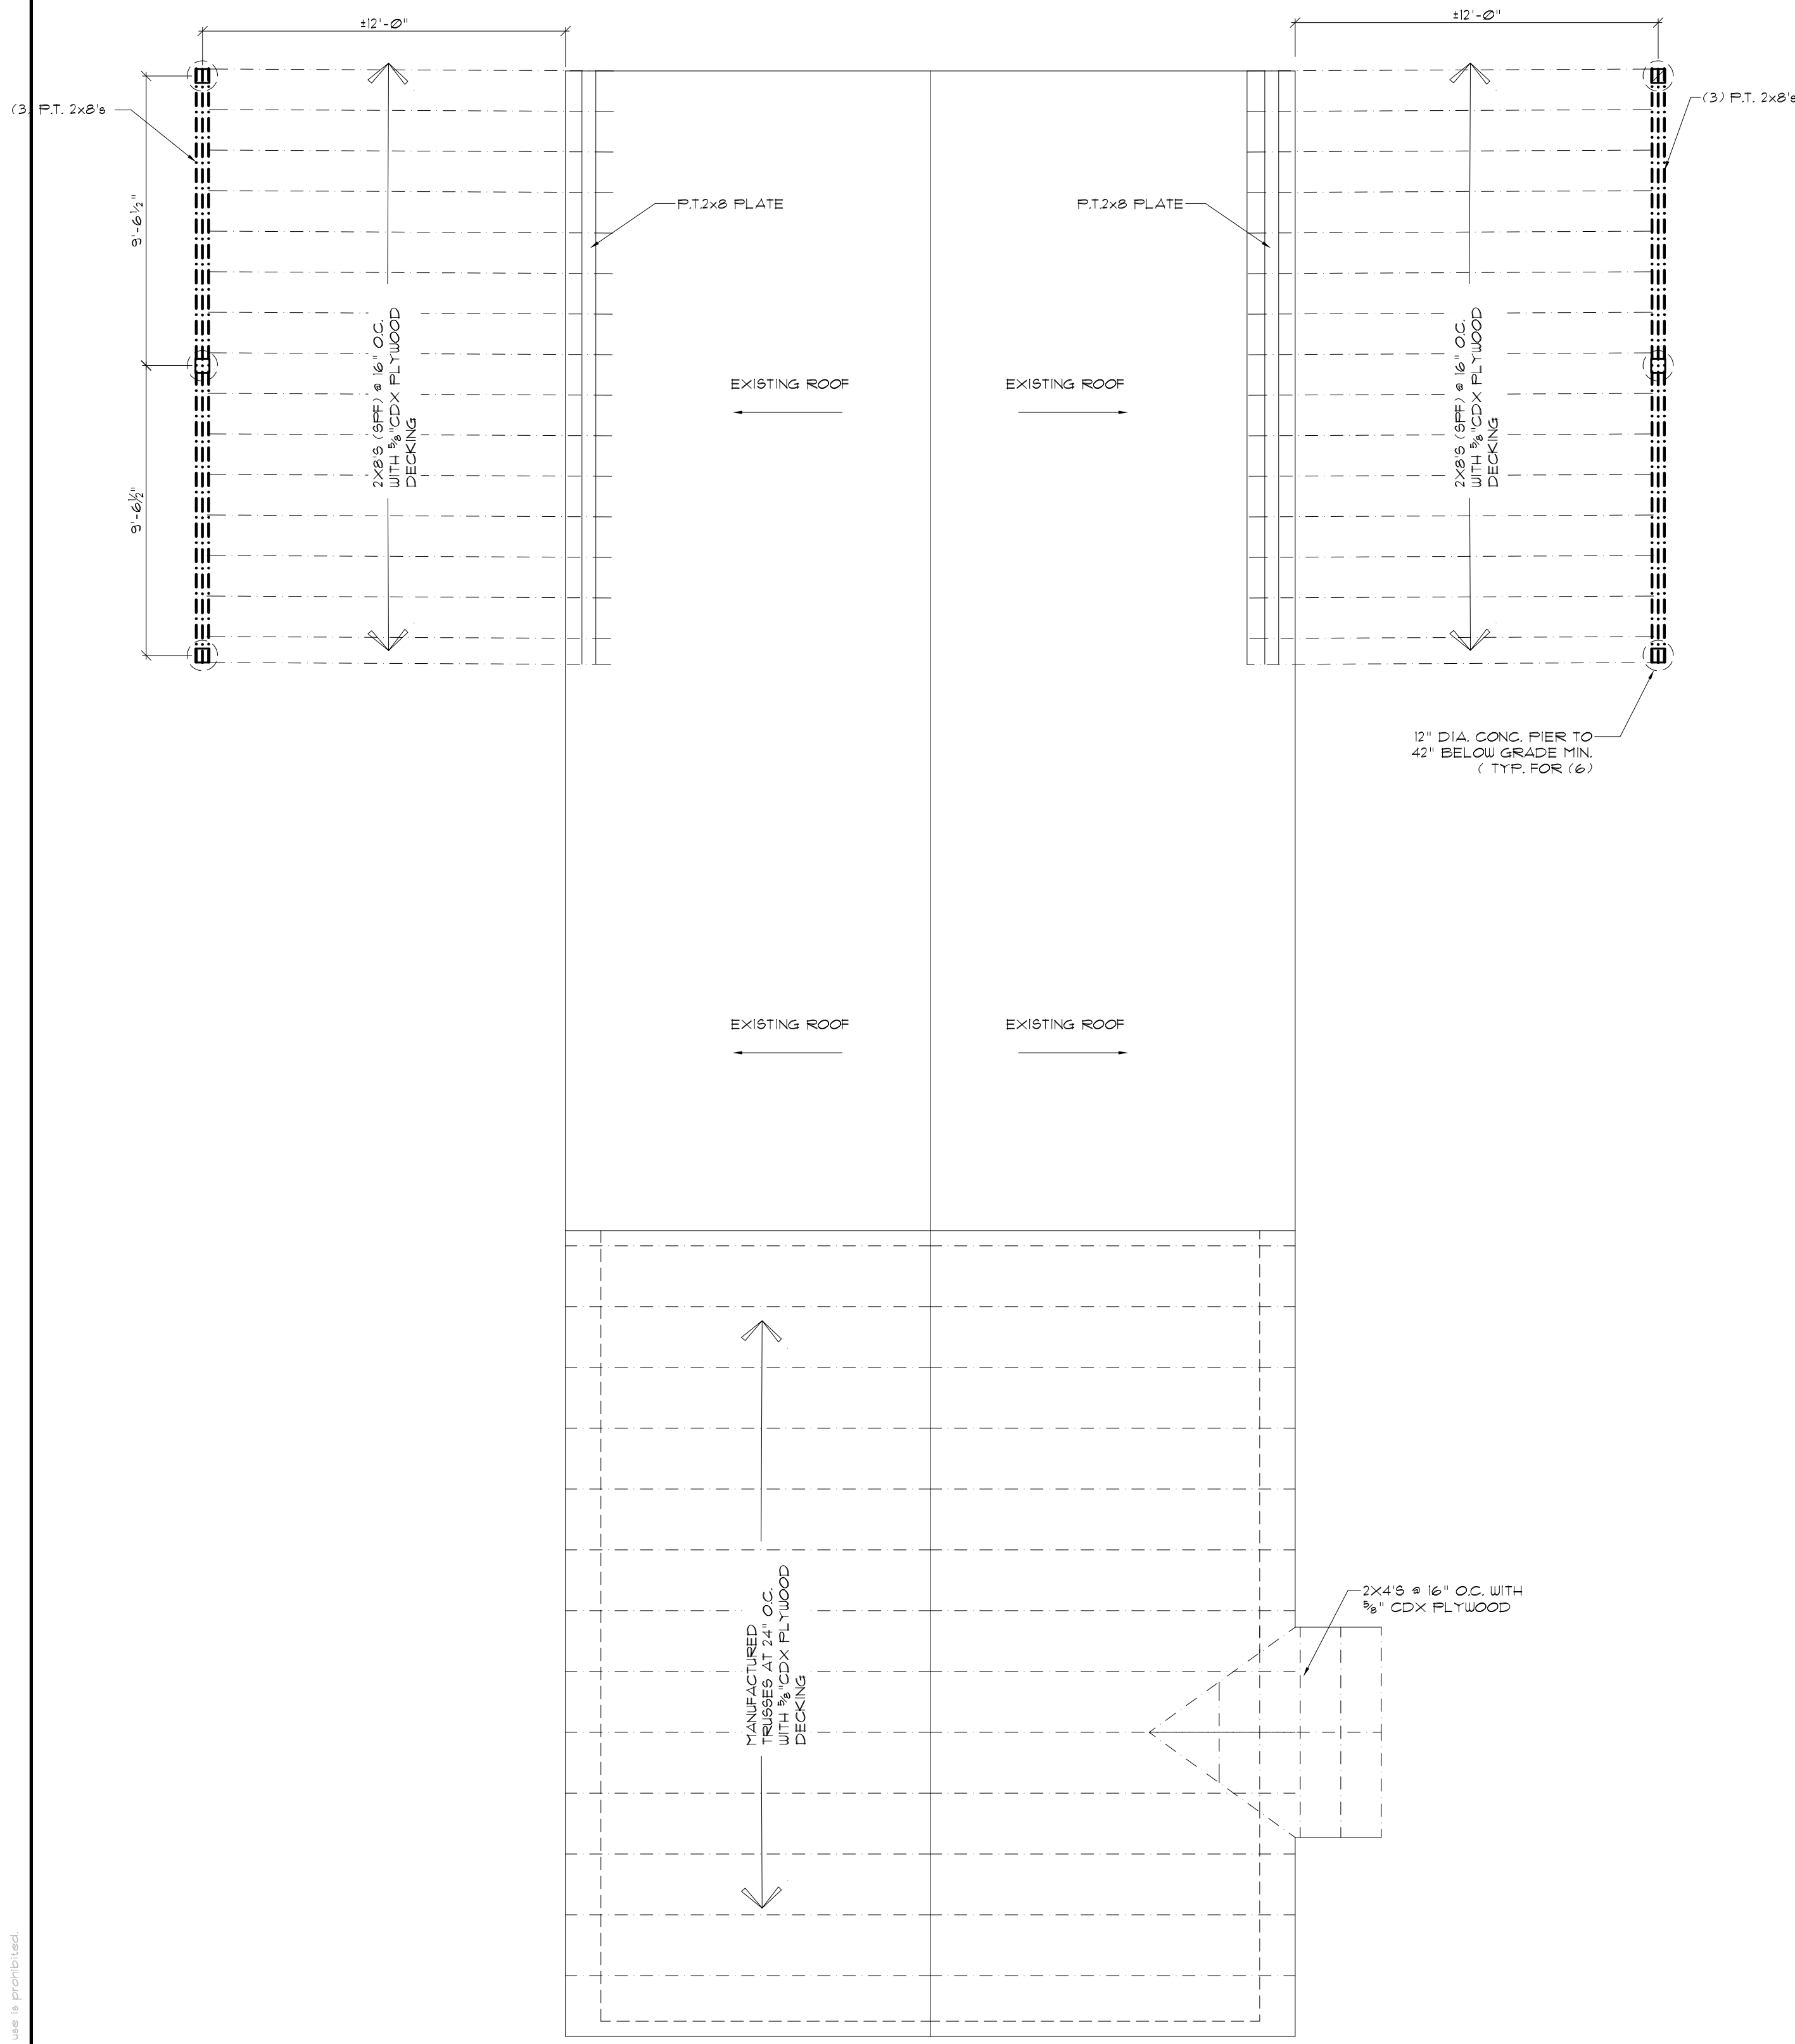 ±12'-0"
±12'-0"
(3) P.T. 2x8's
(3) P.T. 2x8's
9'-6½"
P.T.2x8 PLATE
P.T.2x8 PLATE
2X8'S (SPF) @ 16" O.C.
WITH ⅝"CDX PLYWOOD
DECKING
EXISTING ROOF
EXISTING ROOF
2X8'S (SPF) @ 16" O.C.
WITH ⅝"CDX PLYWOOD
DECKING
9'-6½"
12" DIA. CONC. PIER TO
42" BELOW GRADE MIN.
( TYP. FOR (6)
EXISTING ROOF
EXISTING ROOF
MANUFACTURED
TRUSSES AT 24" O.C.
WITH ⅝"CDX PLYWOOD
DECKING
2X4'S @ 16" O.C. WITH
⅝" CDX PLYWOOD
use is prohibited.